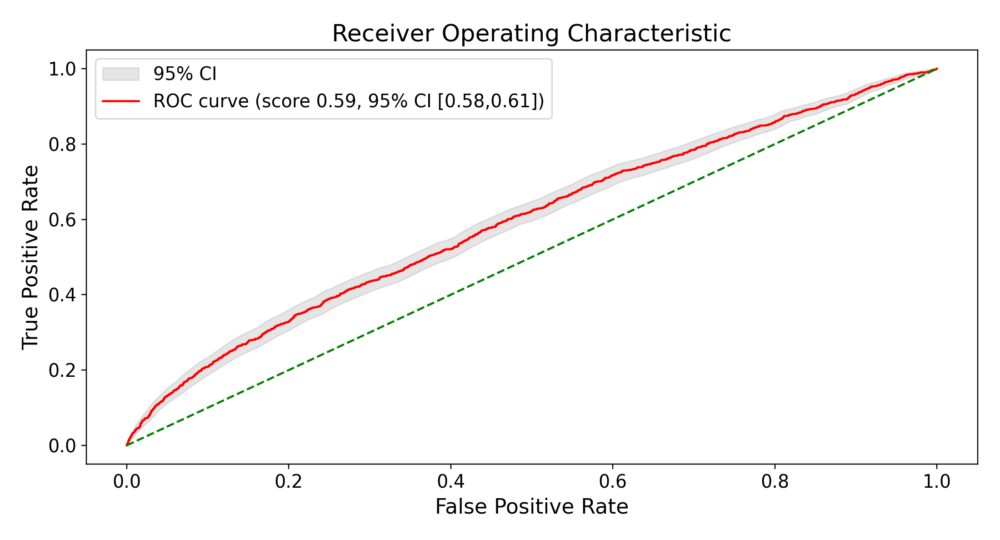 Receiver Operating Characteristic
95% CI
ROC curve (score 0.59, 95% CI [0.58,0.61])
True Positive Rate
1.0
0.8
0.6
0.4
0.2
0.0
0.0 0.2 0.4 0.6 0.8 1.0
False Positive Rate